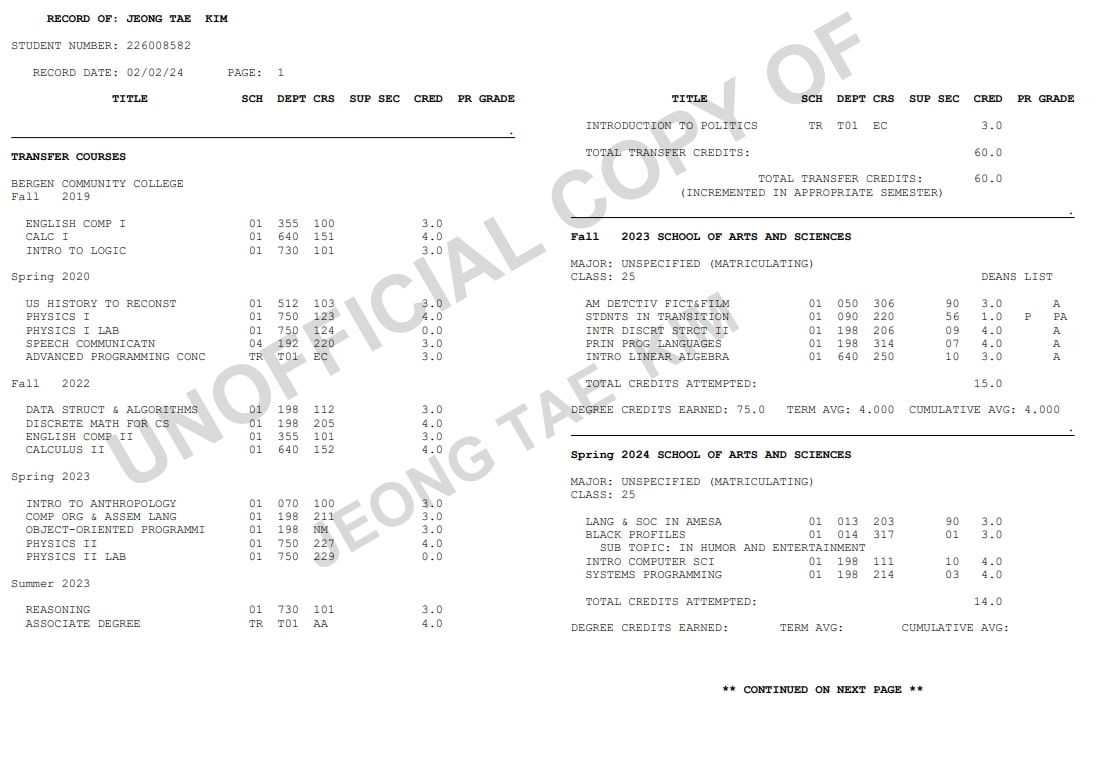 RECORD OF: JEONG TAE KIM
STUDENT NUMBER: 226008582
RECORD DATE: 02/02/24 PAGE: 1
TITLE SCH DEPT CRS SUP SEC CRED PR GRADE
.
TRANSFER COURSES
BERGEN COMMUNITY COLLEGE
Fall 2019
ENGLISH COMP I 01 355 100 3.0
CALC I 01 640 151 4.0
INTRO TO LOGIC 01 730 101 3.0
Spring 2020
US HISTORY TO RECONST 01 512 103 3.0
PHYSICS I 01 750 123 4.0
PHYSICS I LAB 01 750 124 0.0
SPEECH COMMUNICATN 04 192 220 3.0
ADVANCED PROGRAMMING CONC TR T01 EC 3.0
Fall 2022
DATA STRUCT & ALGORITHMS 01 198 112 3.0
DISCRETE MATH FOR CS 01 198 205 4.0
ENGLISH COMP II 01 355 101 3.0
CALCULUS II 01 640 152 4.0
Spring 2023
INTRO TO ANTHROPOLOGY 01 070 100 3.0
COMP ORG & ASSEM LANG 01 198 211 3.0
OBJECT-ORIENTED PROGRAMMI 01 198 NM 3.0
PHYSICS II 01 750 227 4.0
PHYSICS II LAB 01 750 229 0.0
Summer 2023
REASONING 01 730 101 3.0
ASSOCIATE DEGREE TR T01 AA 4.0
TITLE SCH DEPT CRS SUP SEC CRED PR GRADE
INTRODUCTION TO POLITICS TR T01 EC 3.0
TOTAL TRANSFER CREDITS: 60.0
TOTAL TRANSFER CREDITS: 60.0
(INCREMENTED IN APPROPRIATE SEMESTER)
.
Fall 2023 SCHOOL OF ARTS AND SCIENCES
MAJOR: UNSPECIFIED (MATRICULATING)
CLASS: 25 DEANS LIST
AM DETCTIV FICT&FILM 01 050 306 90 3.0 A
STDNTS IN TRANSITION 01 090 220 56 1.0 P PA
INTR DISCRT STRCT II 01 198 206 09 4.0 A
PRIN PROG LANGUAGES 01 198 314 07 4.0 A
INTRO LINEAR ALGEBRA 01 640 250 10 3.0 A
TOTAL CREDITS ATTEMPTED: 15.0
DEGREE CREDITS EARNED: 75.0 TERM AVG: 4.000 CUMULATIVE AVG: 4.000
.
Spring 2024 SCHOOL OF ARTS AND SCIENCES
MAJOR: UNSPECIFIED (MATRICULATING)
CLASS: 25
LANG & SOC IN AMESA 01 013 203 90 3.0
BLACK PROFILES 01 014 317 01 3.0
SUB TOPIC: IN HUMOR AND ENTERTAINMENT
INTRO COMPUTER SCI 01 198 111 10 4.0
SYSTEMS PROGRAMMING 01 198 214 03 4.0
TOTAL CREDITS ATTEMPTED: 14.0
DEGREE CREDITS EARNED: TERM AVG: CUMULATIVE AVG:
** CONTINUED ON NEXT PAGE **
UNOFFICIAL COPY OF
JEONG TAE KIM